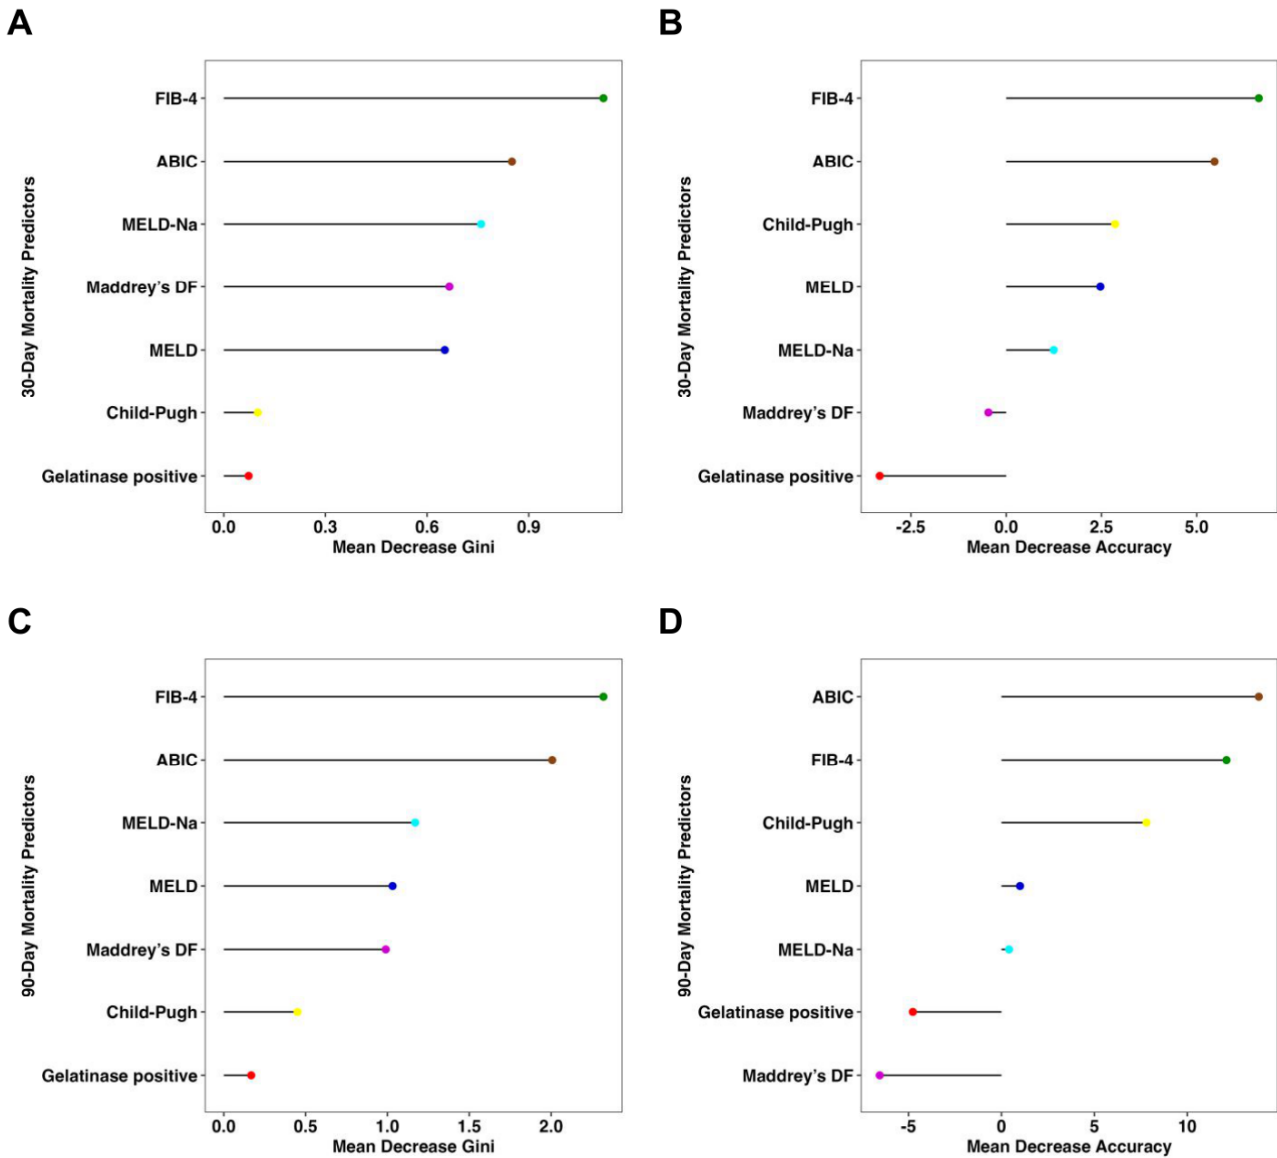 A
30-Day Mortality Predictors
FIB-4
ABIC
MELD-Na
Maddrey’s DF
MELD
Child-Pugh
Gelatinase positive
0.0 0.3 0.6 0.9
Mean Decrease Gini
B
30-Day Mortality Predictors
FIB-4
ABIC
Child-Pugh
MELD
MELD-Na
Maddrey’s DF
Gelatinase positive
-2.5 0.0 2.5 5.0
Mean Decrease Accuracy
C
90-Day Mortality Predictors
FIB-4
ABIC
MELD-Na
MELD
Maddrey’s DF
Child-Pugh
Gelatinase positive
0.0 0.5 1.0 1.5 2.0
Mean Decrease Gini
D
90-Day Mortality Predictors
ABIC
FIB-4
Child-Pugh
MELD
MELD-Na
Gelatinase positive
Maddrey’s DF
-5 0 5 10
Mean Decrease Accuracy